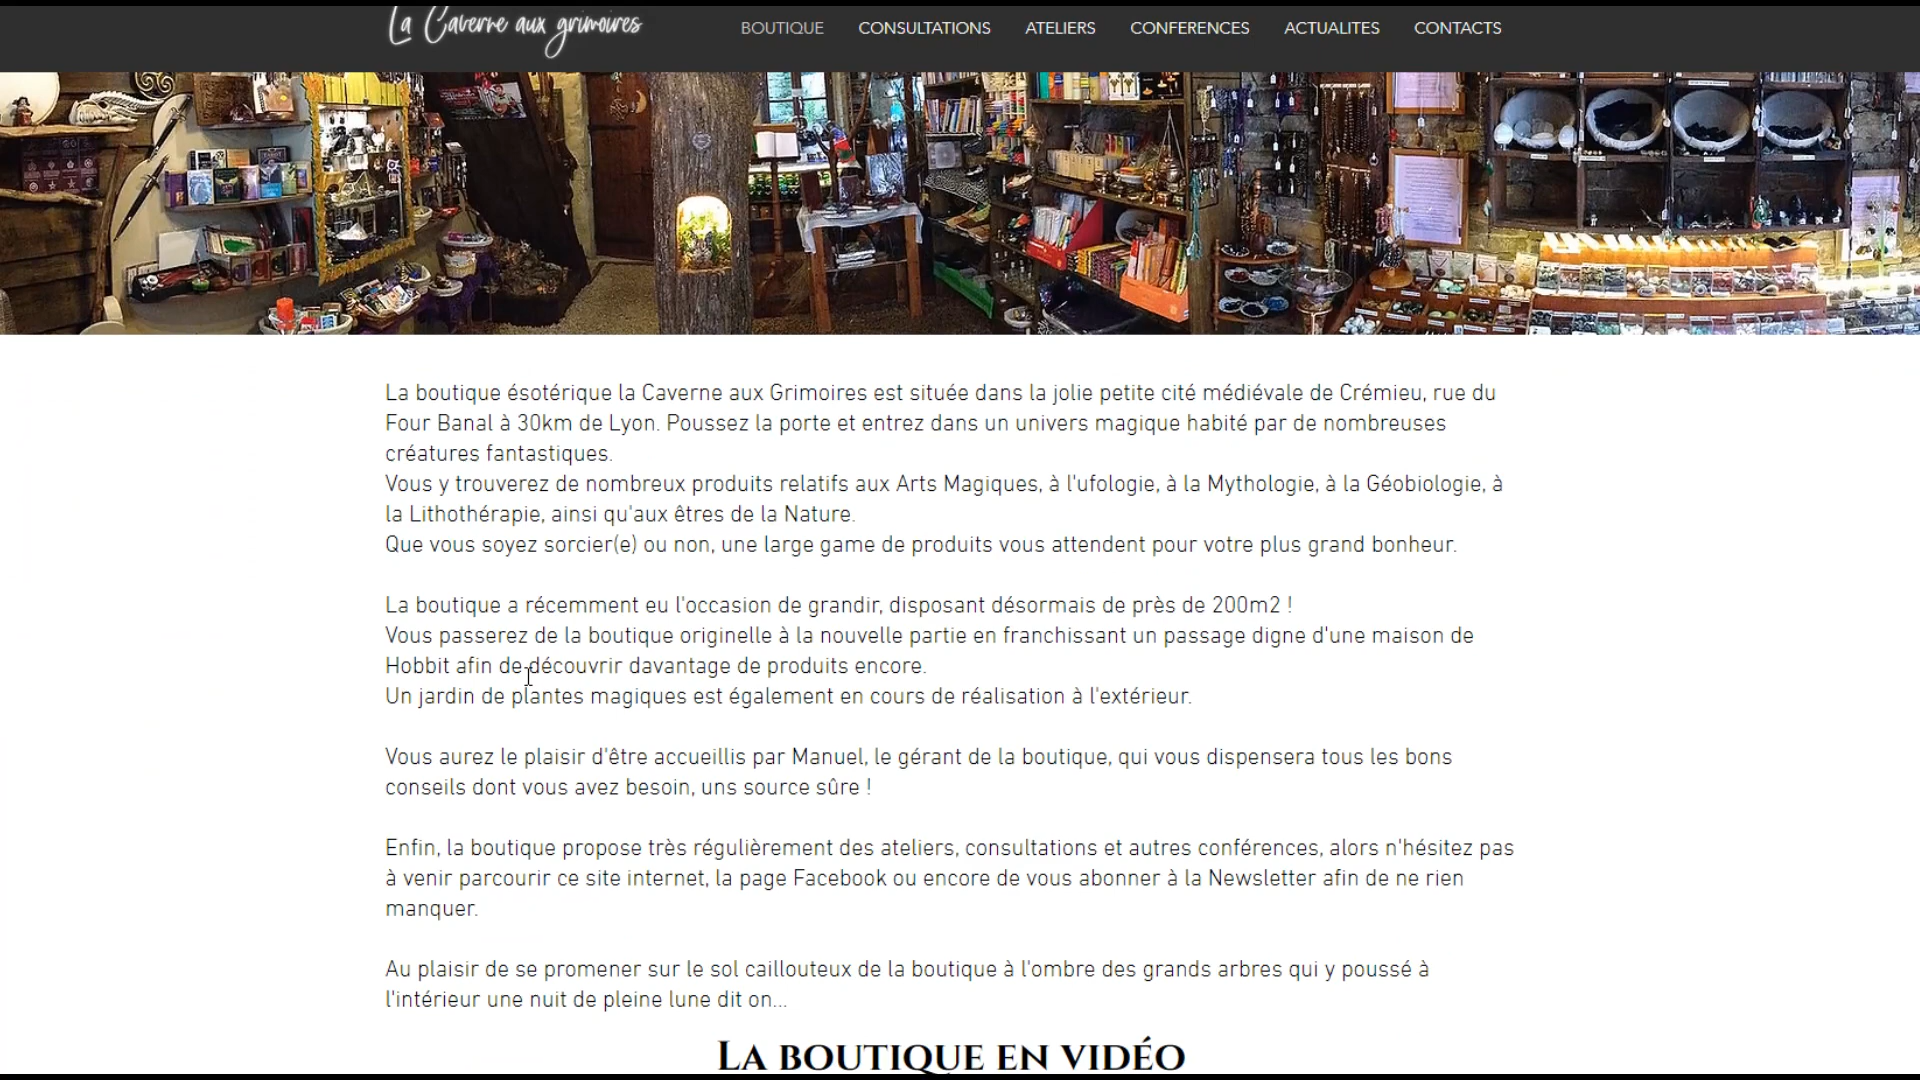 La Caverne aux grimoires
BOUTIQUE CONSULTATIONS ATELIERS CONFERENCES ACTUALITES CONTACTS
La boutique ésotérique la Caverne aux Grimoires est située dans la jolie petite cité médiévale de Crémieu, rue du
Four Banal à 30km de Lyon. Poussez la porte et entrez dans un univers magique habité par de nombreuses
créatures fantastiques.
Vous y trouverez de nombreux produits relatifs aux Arts Magiques, à l'ufologie, à la Mythologie, à la Géobiologie, à
la Lithothérapie, ainsi qu'aux êtres de la Nature.
Que vous soyez sorcier(e) ou non, une large game de produits vous attendent pour votre plus grand bonheur.
La boutique a récemment eu l'occasion de grandir, disposant désormais de près de 200m2 !
Vous passerez de la boutique originelle à la nouvelle partie en franchissant un passage digne d'une maison de
Hobbit afin de découvrir davantage de produits encore.
Un jardin de plantes magiques est également en cours de réalisation à l'extérieur.
Vous aurez le plaisir d'être accueillis par Manuel, le gérant de la boutique, qui vous dispensera tous les bons
conseils dont vous avez besoin, uns source sûre !
Enfin, la boutique propose très régulièrement des ateliers, consultations et autres conférences, alors n'hésitez pas
à venir parcourir ce site internet, la page Facebook ou encore de vous abonner à la Newsletter afin de ne rien
manquer.
Au plaisir de se promener sur le sol caillouteux de la boutique à l'ombre des grands arbres qui y poussé à
l'intérieur une nuit de pleine lune dit on...
LA BOUTIQUE EN VIDÉO